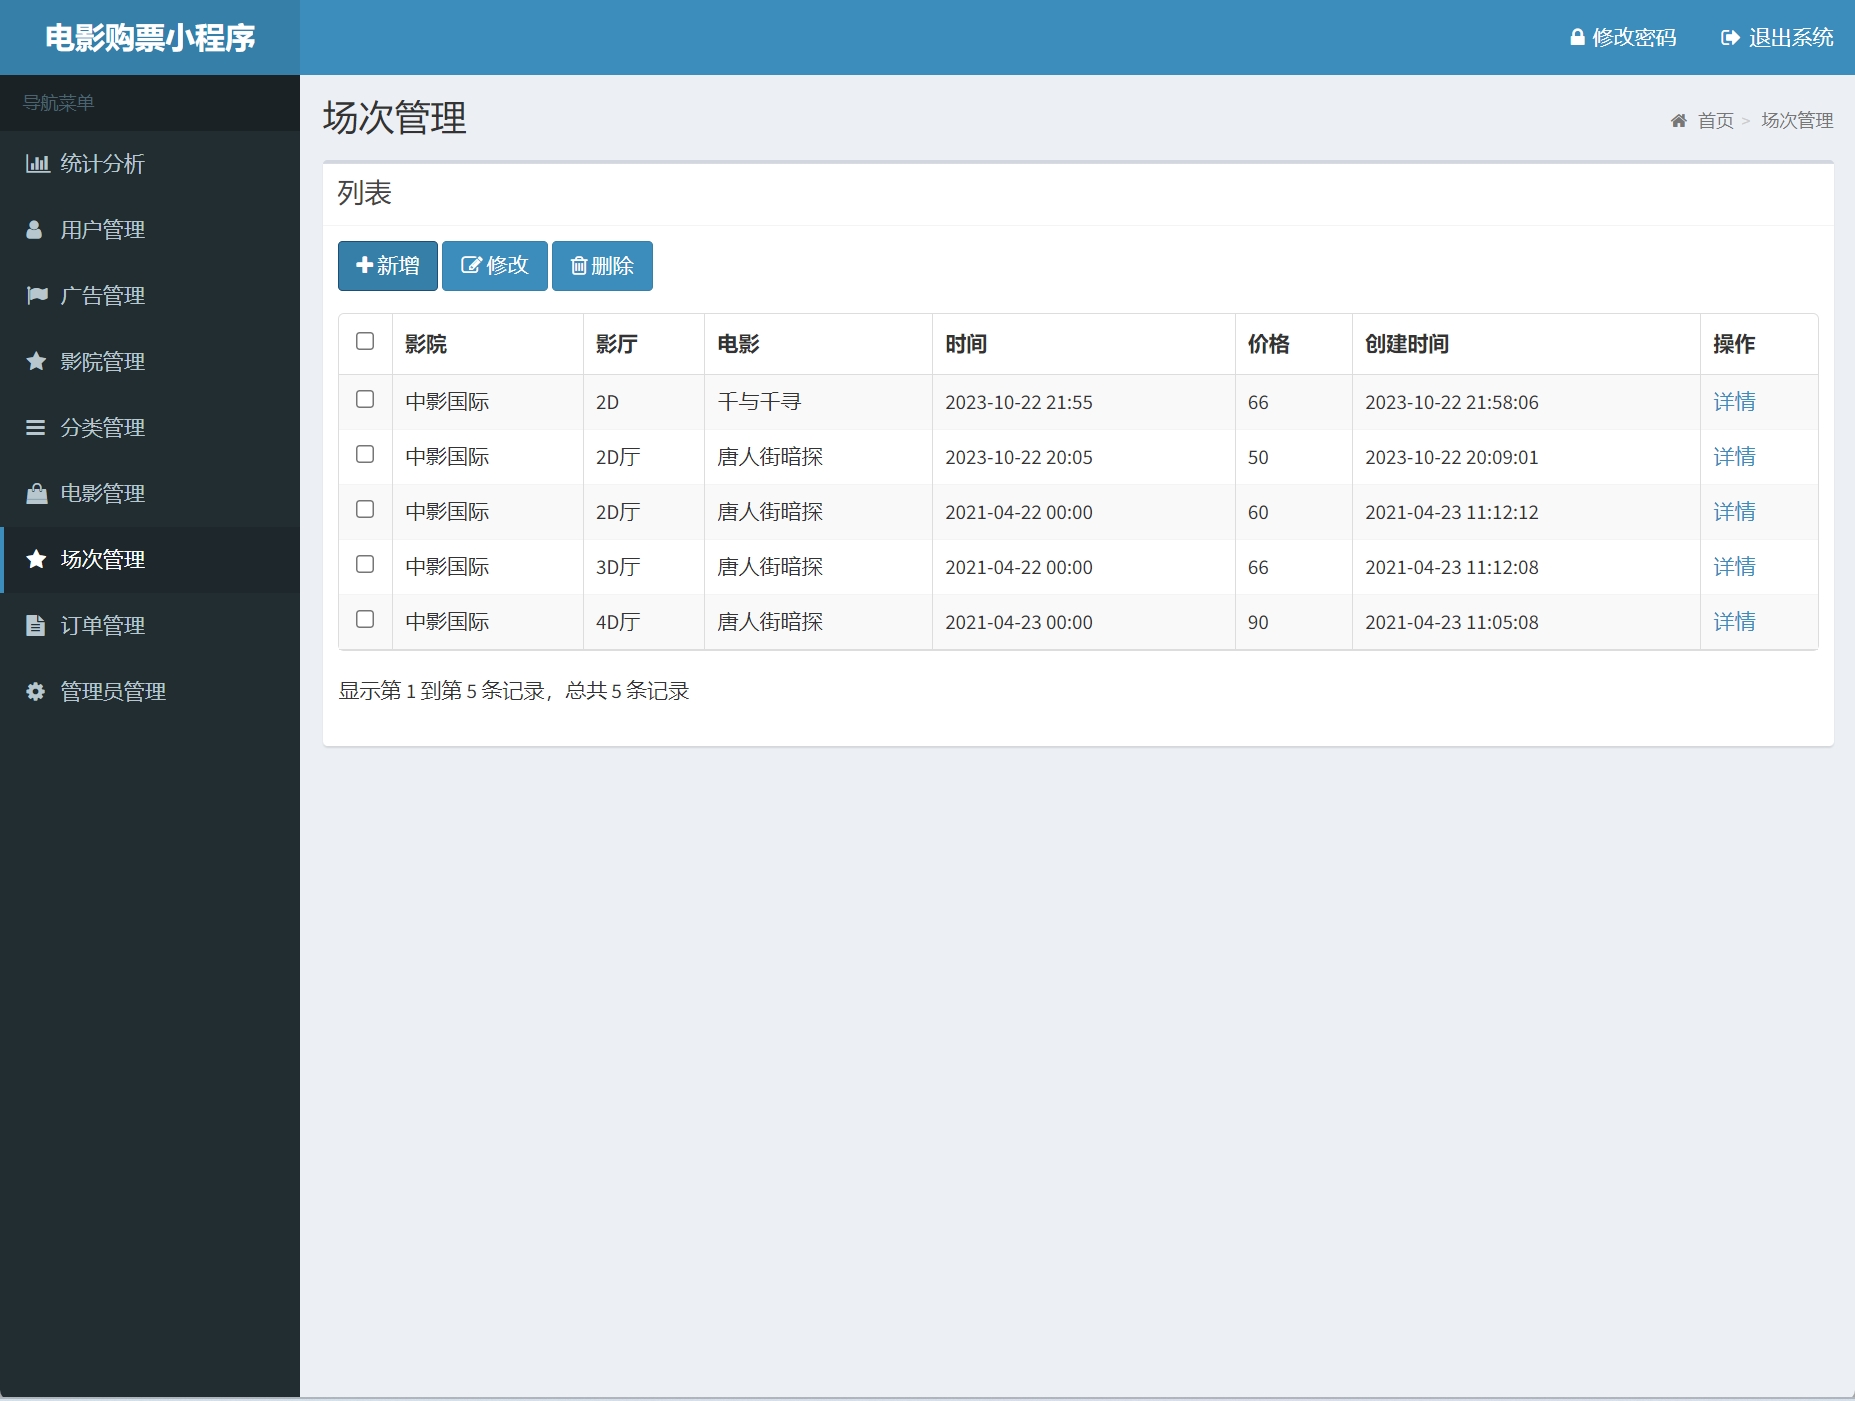 电影购票小程序
修改密码 退出系统
导航菜单
统计分析
用户管理
广告管理
影院管理
分类管理
电影管理
场次管理
订单管理
管理员管理
场次管理
首页 > 场次管理
列表
新增 修改 删除
影院 影厅 电影 时间 价格 创建时间 操作
中影国际 2D 千与千寻 2023-10-22 21:55 66 2023-10-22 21:58:06 详情
中影国际 2D厅 唐人街暗探 2023-10-22 20:05 50 2023-10-22 20:09:01 详情
中影国际 2D厅 唐人街暗探 2021-04-22 00:00 60 2021-04-23 11:12:12 详情
中影国际 3D厅 唐人街暗探 2021-04-22 00:00 66 2021-04-23 11:12:08 详情
中影国际 4D厅 唐人街暗探 2021-04-23 00:00 90 2021-04-23 11:05:08 详情
显示第 1 到第 5 条记录，总共 5 条记录